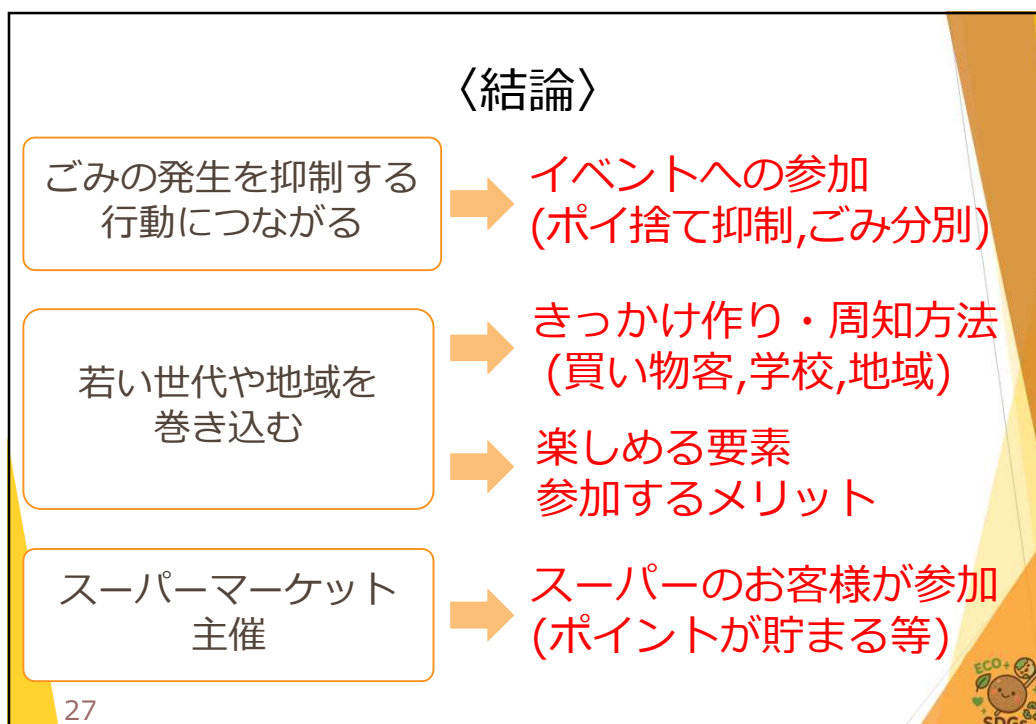 〈結論〉
ごみの発生を抑制する
行動につながる
イベントへの参加
(ポイ捨て抑制,ごみ分別)
若い世代や地域を
巻き込む
きっかけ作り・周知方法
(買い物客,学校,地域)
楽しめる要素
参加するメリット
スーパーマーケット
主催
スーパーのお客様が参加
(ポイントが貯まる等)
27
ECO+
SDGs